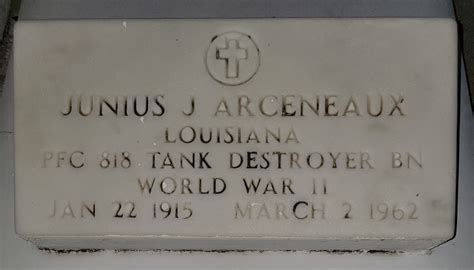 JUNIUS J ARCENEAUX
LOUISIANA
PFC 818 TANK DESTROYER BN
WORLD WAR II
JAN 22 1915 MARCH 2 1962